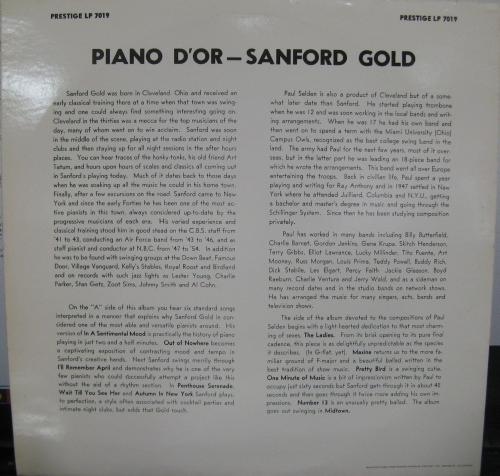 PRESTIGE LP 7019
PRESTIGE LP 7019
PIANO D'OR — SANFORD GOLD
Sanford Gold was born in Cleveland, Ohio and received an
early classical training there at a time when that town was swing-
ing and one could always find something interesting going on.
Cleveland in the thirties was a mecca for the top musicians of the
day, many of whom went on to win acclaim. Sanford was soon
in the middle of the scene, playing at the radio station and night
clubs and then staying up for all night sessions in the after hours
places. You can hear traces of the honky-tonks, his old friend Art
Tatum, and hours upon hours of scales and classics all coming out
in Sanford's playing today. Much of it dates back to those days
when he was soaking up all the music he could in his home town.
Finally, after a few excursions on the road, Sanford came to New
York and since the early Forties he has been one of the most ac-
tive pianists in this town, always considered up-to-date by the
progressive musicians of each era. His varied experience and
classical training stood him in good stead on the C.B.S. staff from
'41 to 43, conducting an Air Force band from '43 to '46, and as
staff pianist and conductor at N.B.C. from '47 to '54. In addition
he was to be found with swinging groups at the Down Beat, Famous
Door, Village Vanguard, Kelly's Stables, Royal Roost and Birdland
and on records with such jazz lights as Lester Young, Charlie
Parker, Stan Getz, Zoot Sims, Johnny Smith and Al Cohn.
On the "A" side of this album you hear six standard songs
interpreted in a manner that explains why Sanford Gold is con-
sidered one of the most able and versatile pianists around. His
version of In A Sentimental Mood is practically the history of piano
playing in just two and a half minutes. Out of Nowhere becomes
a captivating exposition of contrasting mood and tempo in
Sanford's creative hands. Next Sanford swings merrily through
I'll Remember April and demonstrates why he is one of the very
few pianists who could successfully attempt a project like this
without the aid of a rhythm section. In Penthouse Serenade,
Wait Till You See Her and Autumn In New York Sanford plays,
to perfection, a style often associated with cocktail parties and
intimate night clubs, but adds that Gold touch.
Paul Selden is also a product of Cleveland but of a some-
what later date than Sanford. He started playing trombone
when he was 12 and was soon working in the local bands and writ-
ing arrangements. When he was 17 he had his own band and
then went on to spend a term with the Miami University (Ohio)
Campus Owls, recognized as the best college swing band in the
land. The army had Paul for the next few years, most of it over-
seas, but in the latter part he was leading an 18-piece band for
which he wrote the arrangements. This band went all over Europe
entertaining the troops. Back in civilian life, Paul spent a year
playing and writing for Ray Anthony and in 1947 settled in New
York where he attended Juilliard, Columbia and N.Y.U., getting
a bachelor and master's degree in music and going through the
Schillinger System. Since then he has been studying composition
privately.
Paul has worked in many bands including Billy Butterfield,
Charlie Barnet, Gordon Jenkins, Gene Krupa, Skitch Henderson,
Terry Gibbs, Elliot Lawrence, Lucky Millinder, Tito Puente, Art
Mooney, Russ Morgan, Louis Prima, Teddy Powell, Buddy Rich,
Dick Stabile, Les Elgart, Percy Faith, Jackie Gleason, Boyd
Raeburn, Charlie Ventura and Jerry Wald, and as a sideman on
many record dates and in the studio bands on network shows.
He has arranged the music for many singers, acts, bands and
television shows.
The side of the album devoted to the compositions of Paul
Selden begins with a light hearted dedication to that most charm-
ing of sexes, The Ladies. From its brisk opening to its pure final
cadence, this piece is as delightfully unpredictable as the species
it describes. (In G-flat, yet). Maxine returns us to the more fa-
miliar ground of F-major and a beautiful ballad written in the
best tradition of show music. Pretty Bird is a swinging cutie.
One Minute of Music is a bit of impressionism written by Paul to
occupy just sixty seconds but Sanford gets through it in about 40
seconds and then goes through it twice more adding his own im-
pressions. Number 13 is an unusually pretty ballad. The album
goes out swinging in Midtown.